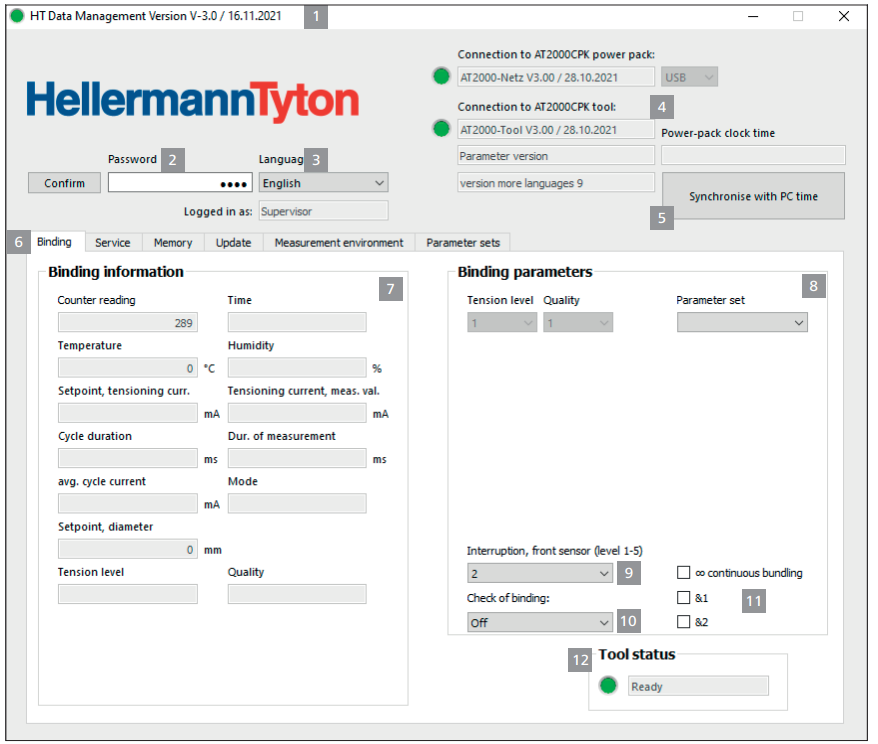 HT Data Management Version V-3.0 / 16.11.2021 1
HellermannTyton
Connection to AT2000CPK power pack:
AT2000-Netz V3.00 / 28.10.2021 USB
Connection to AT2000CPK tool: 4
AT2000-Tool V3.00 / 28.10.2021
Power-pack clock time
Parameter version
version more languages 9
Synchronise with PC time
5
Password 2
Languag 3
Confirm •••• English
Logged in as: Supervisor
6 Binding Service Memory Update Measurement environment Parameter sets
Binding information
7
Counter reading Time
289
Temperature Humidity
0 °C %
Setpoint, tensioning curr. Tensioning current, meas. val.
mA mA
Cycle duration Dur. of measurement
ms ms
avg. cycle current Mode
mA
Setpoint, diameter
0 mm
Tension level Quality
Binding parameters
8
Tension level Quality Parameter set
1 1
Interruption, front sensor (level 1-5)
2 9
∞ continuous bundling
Check of binding:
&1 11
Off 10
&2
12 Tool status
Ready